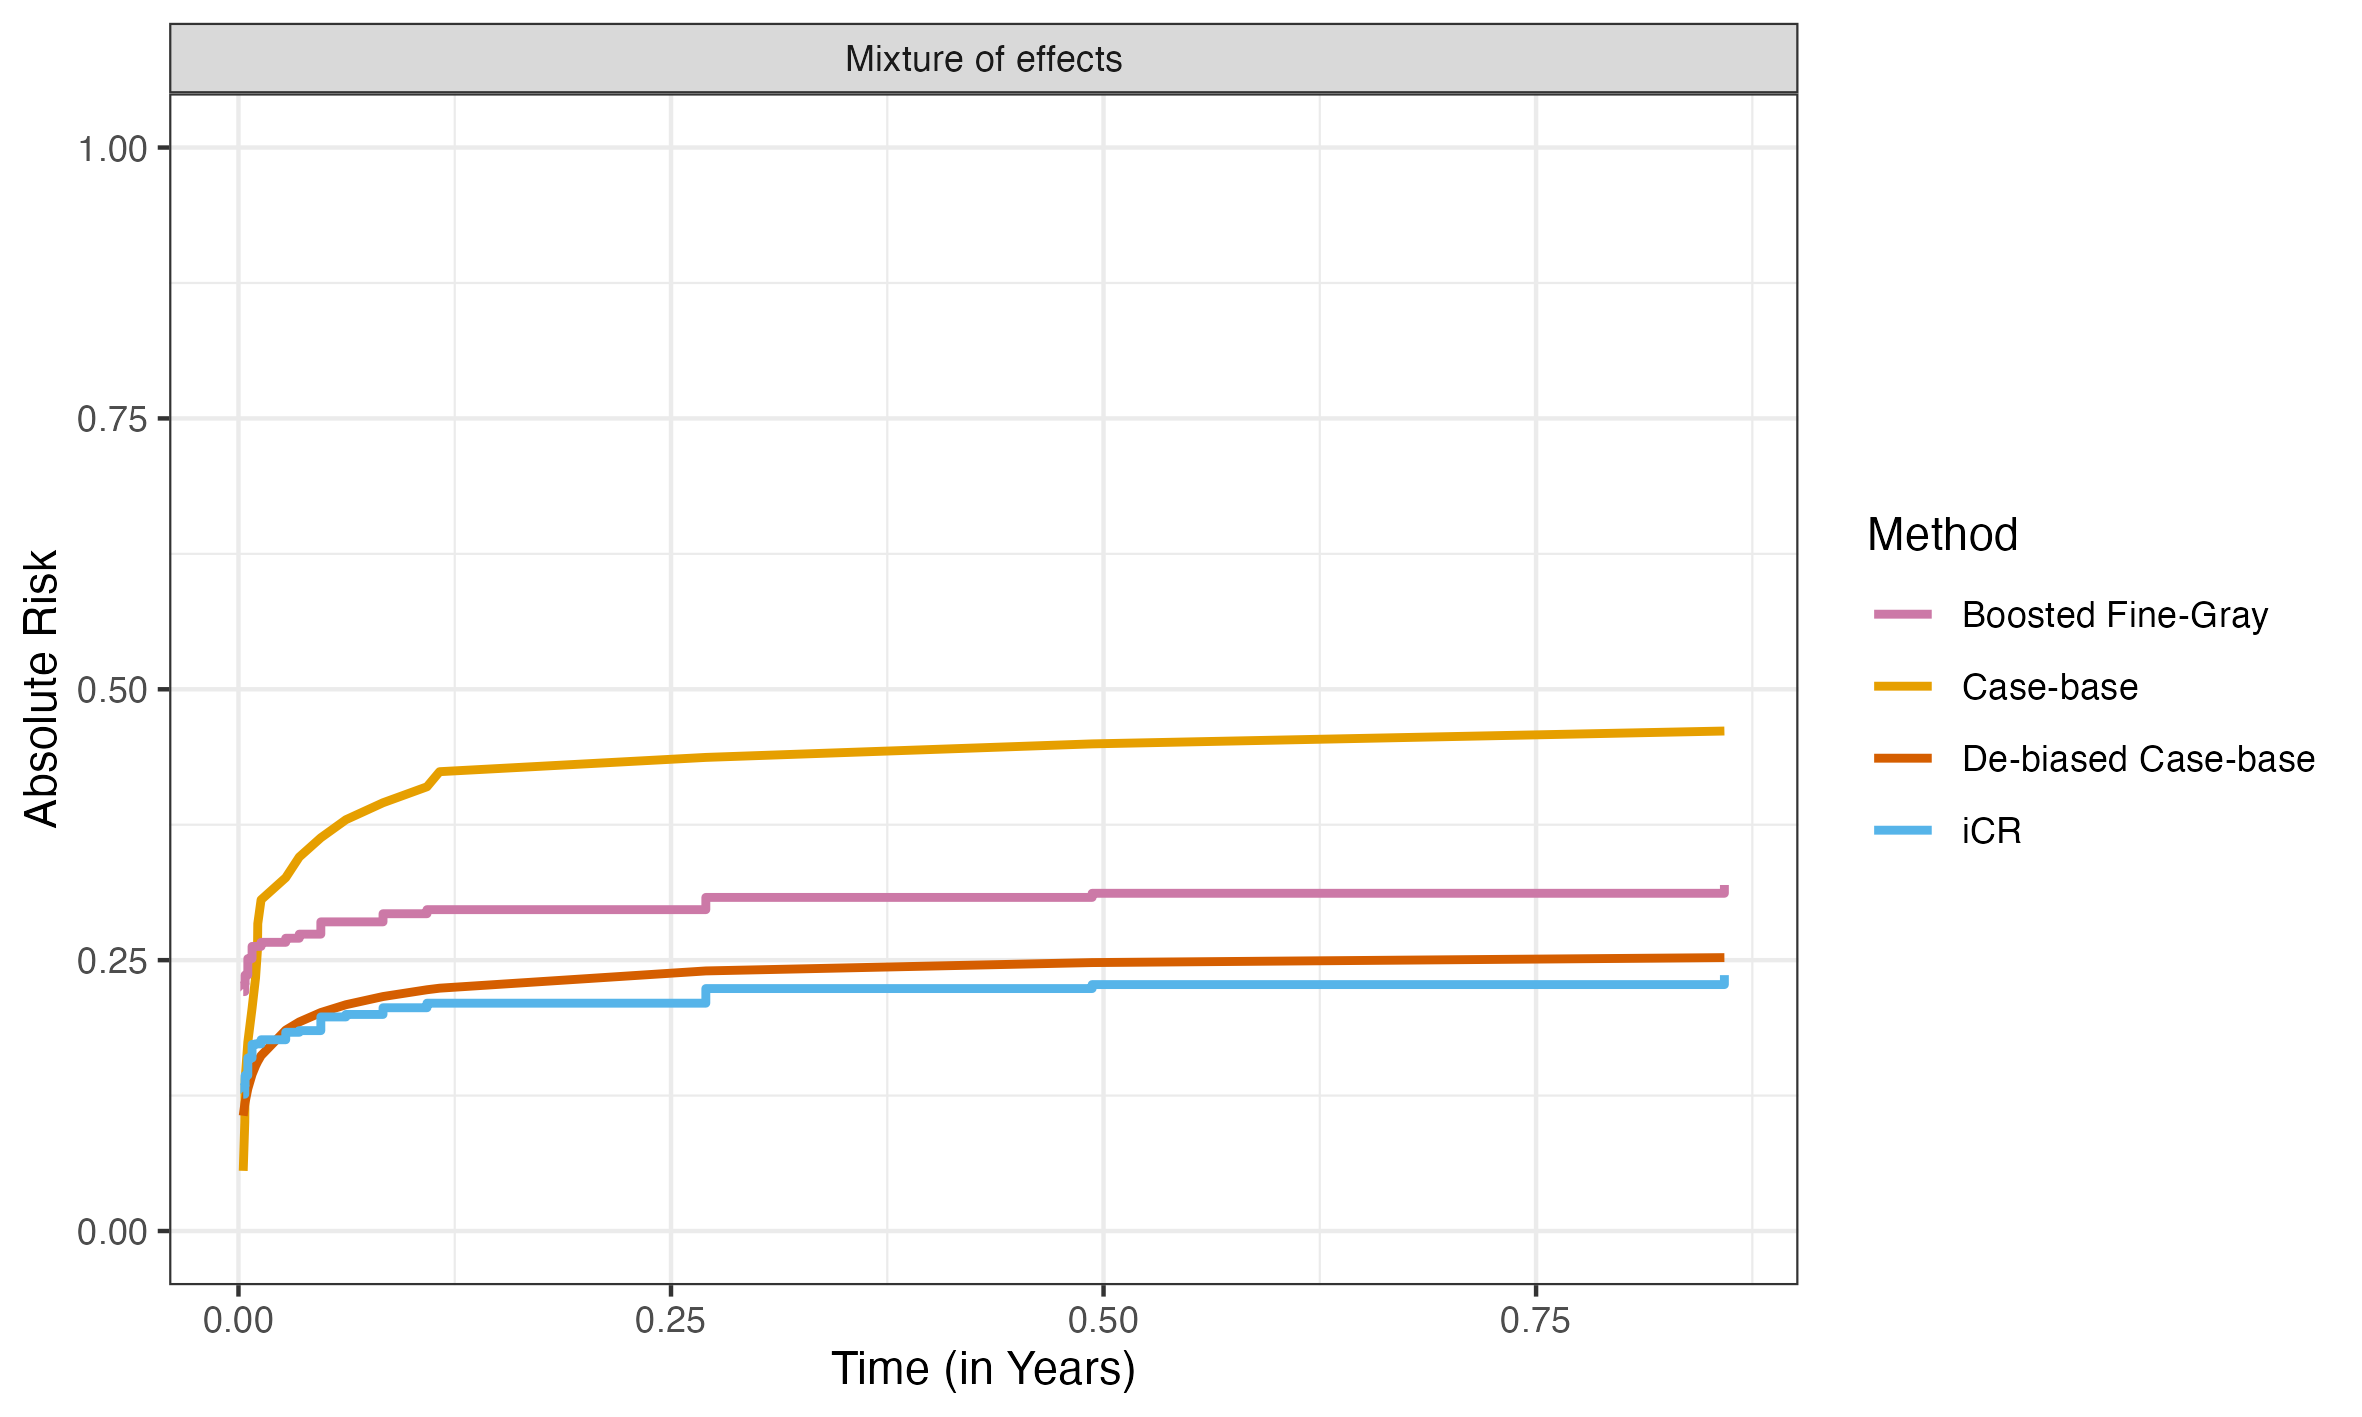 Mixture of effects
1.00
0.75
0.50
0.25
0.00
Absolute Risk
0.00 0.25 0.50 0.75
Time (in Years)
Method
Boosted Fine-Gray
Case-base
De-biased Case-base
iCR